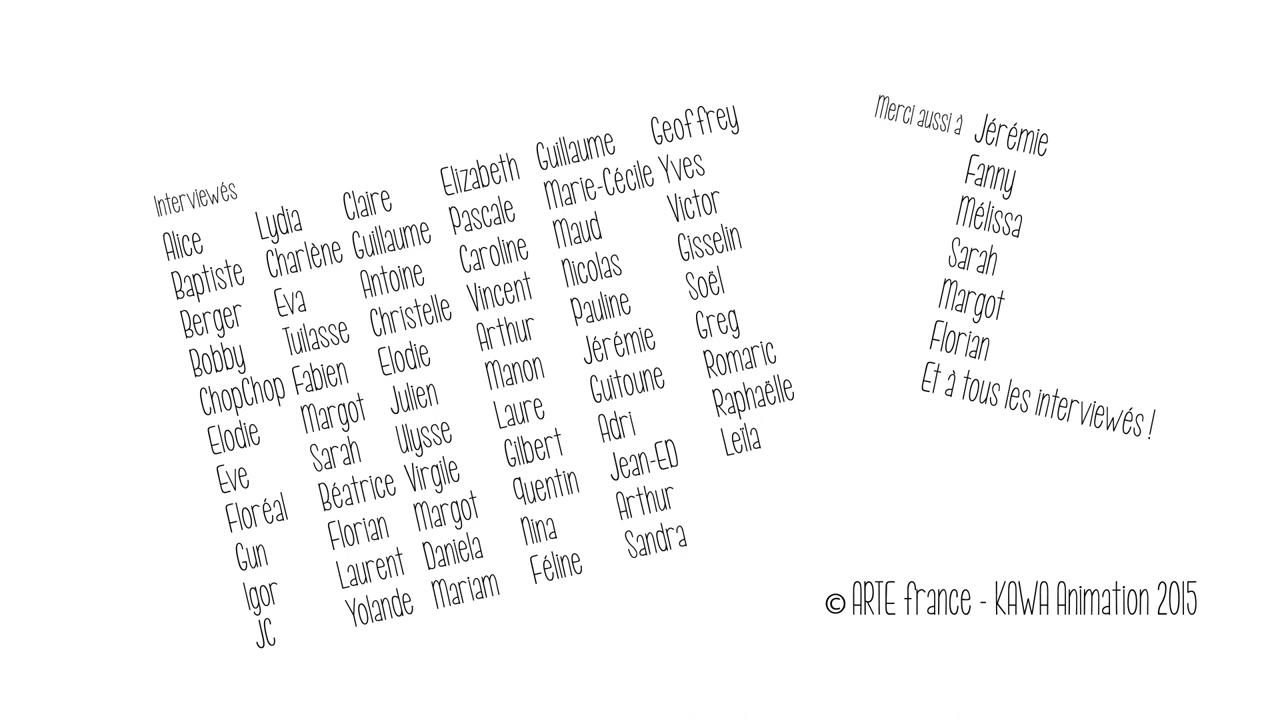 Interviewés
Alice
Baptiste
Berger
Bobby
ChopChop
Elodie
Eve
Floréal
Gun
Igor
JC
Lydia
Charlène
Eva
Tuilasse
Fabien
Margot
Sarah
Béatrice
Florian
Laurent
Yolande
Claire
Guillaume
Antoine
Christelle
Elodie
Julien
Ulysse
Virgile
Margot
Daniela
Mariam
Elizabeth
Pascale
Caroline
Vincent
Arthur
Manon
Laure
Gilbert
Quentin
Nina
Féline
Guillaume
Marie-Cécile
Maud
Nicolas
Pauline
Jérémie
Guitoune
Adri
Jean-ED
Arthur
Sandra
Geoffrey
Yves
Victor
Gisselin
Soël
Greg
Romaric
Raphaëlle
Leïla
Merci aussi à Jérémie
Fanny
Mélissa
Sarah
Margot
Florian
Et à tous les interviewés !
© ARTE france - KAWA Animation 2015